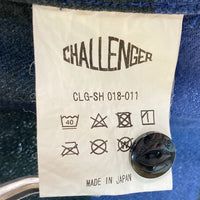 CHALLENGER
CLG-SH 018-011
40
MADE IN JAPAN